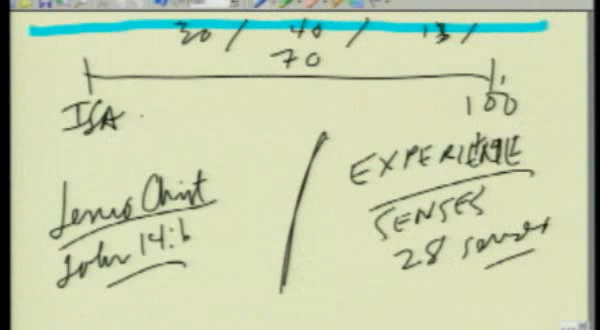 30 / 40 / 13 /
70
ISA
100
Jesus Christ
John 14:6
/
EXPERIENCE
SENSES
28 senses